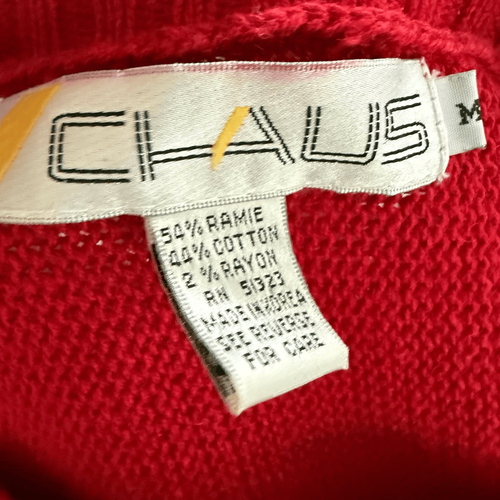 CHAUS
M
54% RAMIE
44% COTTON
2 % RAYON
RN 51323
MADE IN KOREA
SEE REVERSE
FOR CARE